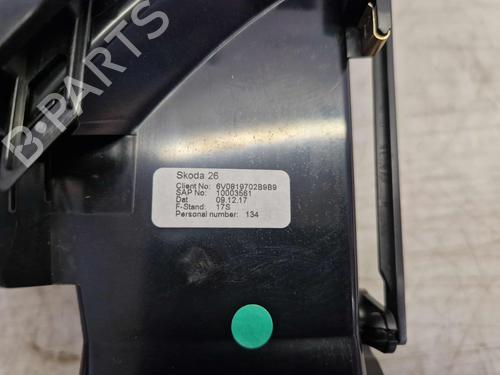 B-PARTS
Skoda 26
Client No: 6V0819702B9B9
SAP No: 10003561
Dat 09.12.17
F-Stand: 17S
Personal number: 134